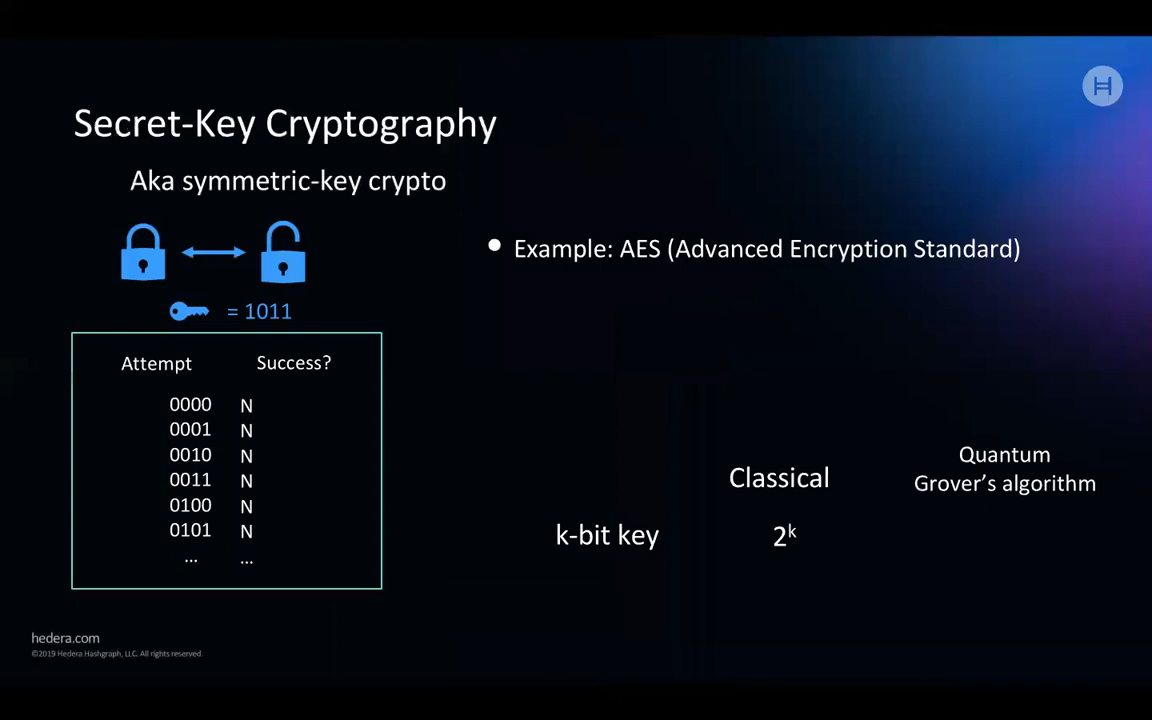 Secret-Key Cryptography
Aka symmetric-key crypto
• Example: AES (Advanced Encryption Standard)
= 1011
Attempt Success?
0000 N
0001 N
0010 N
0011 N
0100 N
0101 N
... ...
Quantum
Classical Grover’s algorithm
k-bit key 2ᵏ
hedera.com
©2019 Hedera Hashgraph, LLC. All rights reserved.